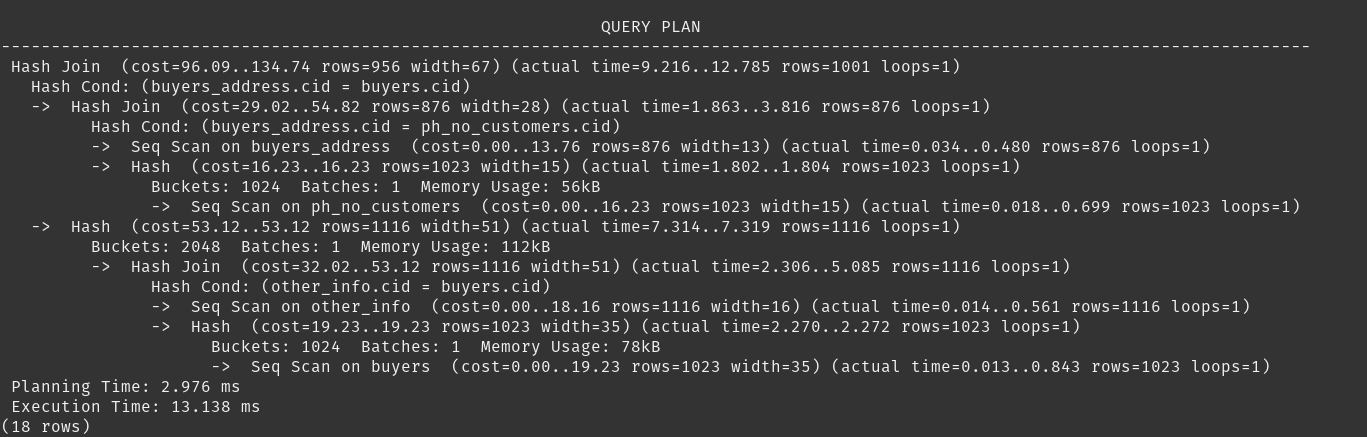 QUERY PLAN
-----------------------------------------------------------------------------------------------------------------------------------
Hash Join  (cost=96.09..134.74 rows=956 width=67) (actual time=9.216..12.785 rows=1001 loops=1)
  Hash Cond: (buyers_address.cid = buyers.cid)
  ->  Hash Join  (cost=29.02..54.82 rows=876 width=28) (actual time=1.863..3.816 rows=876 loops=1)
        Hash Cond: (buyers_address.cid = ph_no_customers.cid)
        ->  Seq Scan on buyers_address  (cost=0.00..13.76 rows=876 width=13) (actual time=0.034..0.480 rows=876 loops=1)
        ->  Hash  (cost=16.23..16.23 rows=1023 width=15) (actual time=1.802..1.804 rows=1023 loops=1)
              Buckets: 1024  Batches: 1  Memory Usage: 56kB
              ->  Seq Scan on ph_no_customers  (cost=0.00..16.23 rows=1023 width=15) (actual time=0.018..0.699 rows=1023 loops=1)
  ->  Hash  (cost=53.12..53.12 rows=1116 width=51) (actual time=7.314..7.319 rows=1116 loops=1)
        Buckets: 2048  Batches: 1  Memory Usage: 112kB
        ->  Hash Join  (cost=32.02..53.12 rows=1116 width=51) (actual time=2.306..5.085 rows=1116 loops=1)
              Hash Cond: (other_info.cid = buyers.cid)
              ->  Seq Scan on other_info  (cost=0.00..18.16 rows=1116 width=16) (actual time=0.014..0.561 rows=1116 loops=1)
              ->  Hash  (cost=19.23..19.23 rows=1023 width=35) (actual time=2.270..2.272 rows=1023 loops=1)
                    Buckets: 1024  Batches: 1  Memory Usage: 78kB
                    ->  Seq Scan on buyers  (cost=0.00..19.23 rows=1023 width=35) (actual time=0.013..0.843 rows=1023 loops=1)
Planning Time: 2.976 ms
Execution Time: 13.138 ms
(18 rows)